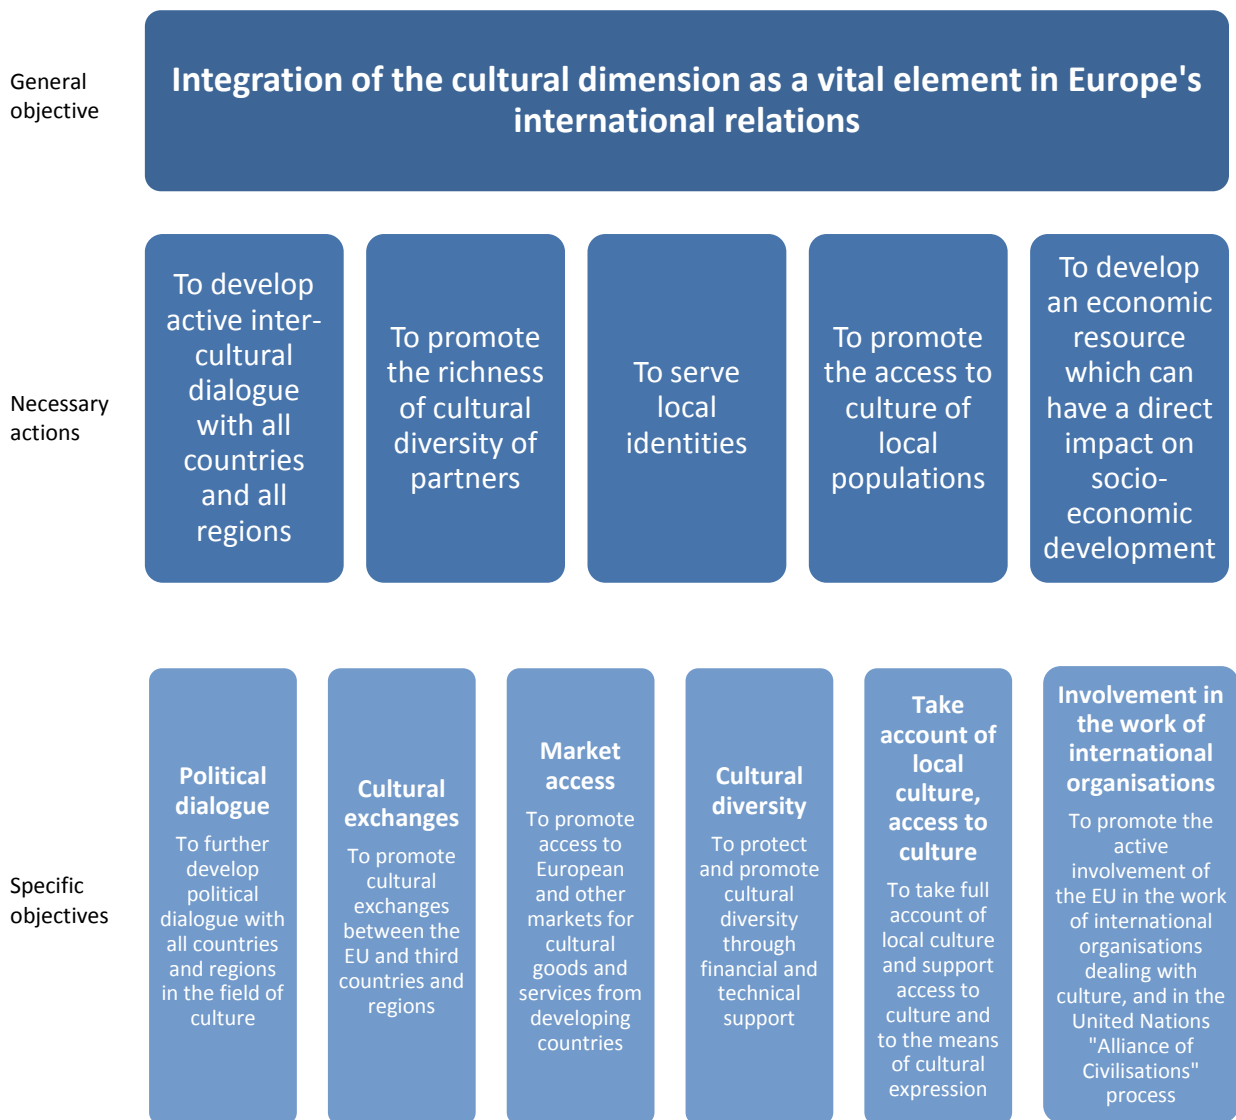 General
objective
Integration of the cultural dimension as a vital element in Europe's
international relations
Necessary
actions
To develop
active inter-
cultural
dialogue
with all
countries
and all
regions
To promote
the richness
of cultural
diversity of
partners
To serve
local
identities
To promote
the access to
culture of
local
populations
To develop
an economic
resource
which can
have a direct
impact on
socio-
economic
development
Specific
objectives
Political
dialogue
To further
develop
political
dialogue with
all countries
and regions
in the field of
culture
Cultural
exchanges
To promote
cultural
exchanges
between the
EU and third
countries and
regions
Market
access
To promote
access to
European
and other
markets for
cultural
goods and
services from
developing
countries
Cultural
diversity
To protect
and promote
cultural
diversity
through
financial and
technical
support
Take
account of
local
culture,
access to
culture
To take full
account of
local culture
and support
access to
culture and
to the means
of cultural
expression
Involvement in
the work of
international
organisations
To promote the
active
involvement of
the EU in the work
of international
organisations
dealing with
culture, and in the
United Nations
"Alliance of
Civilisations"
process